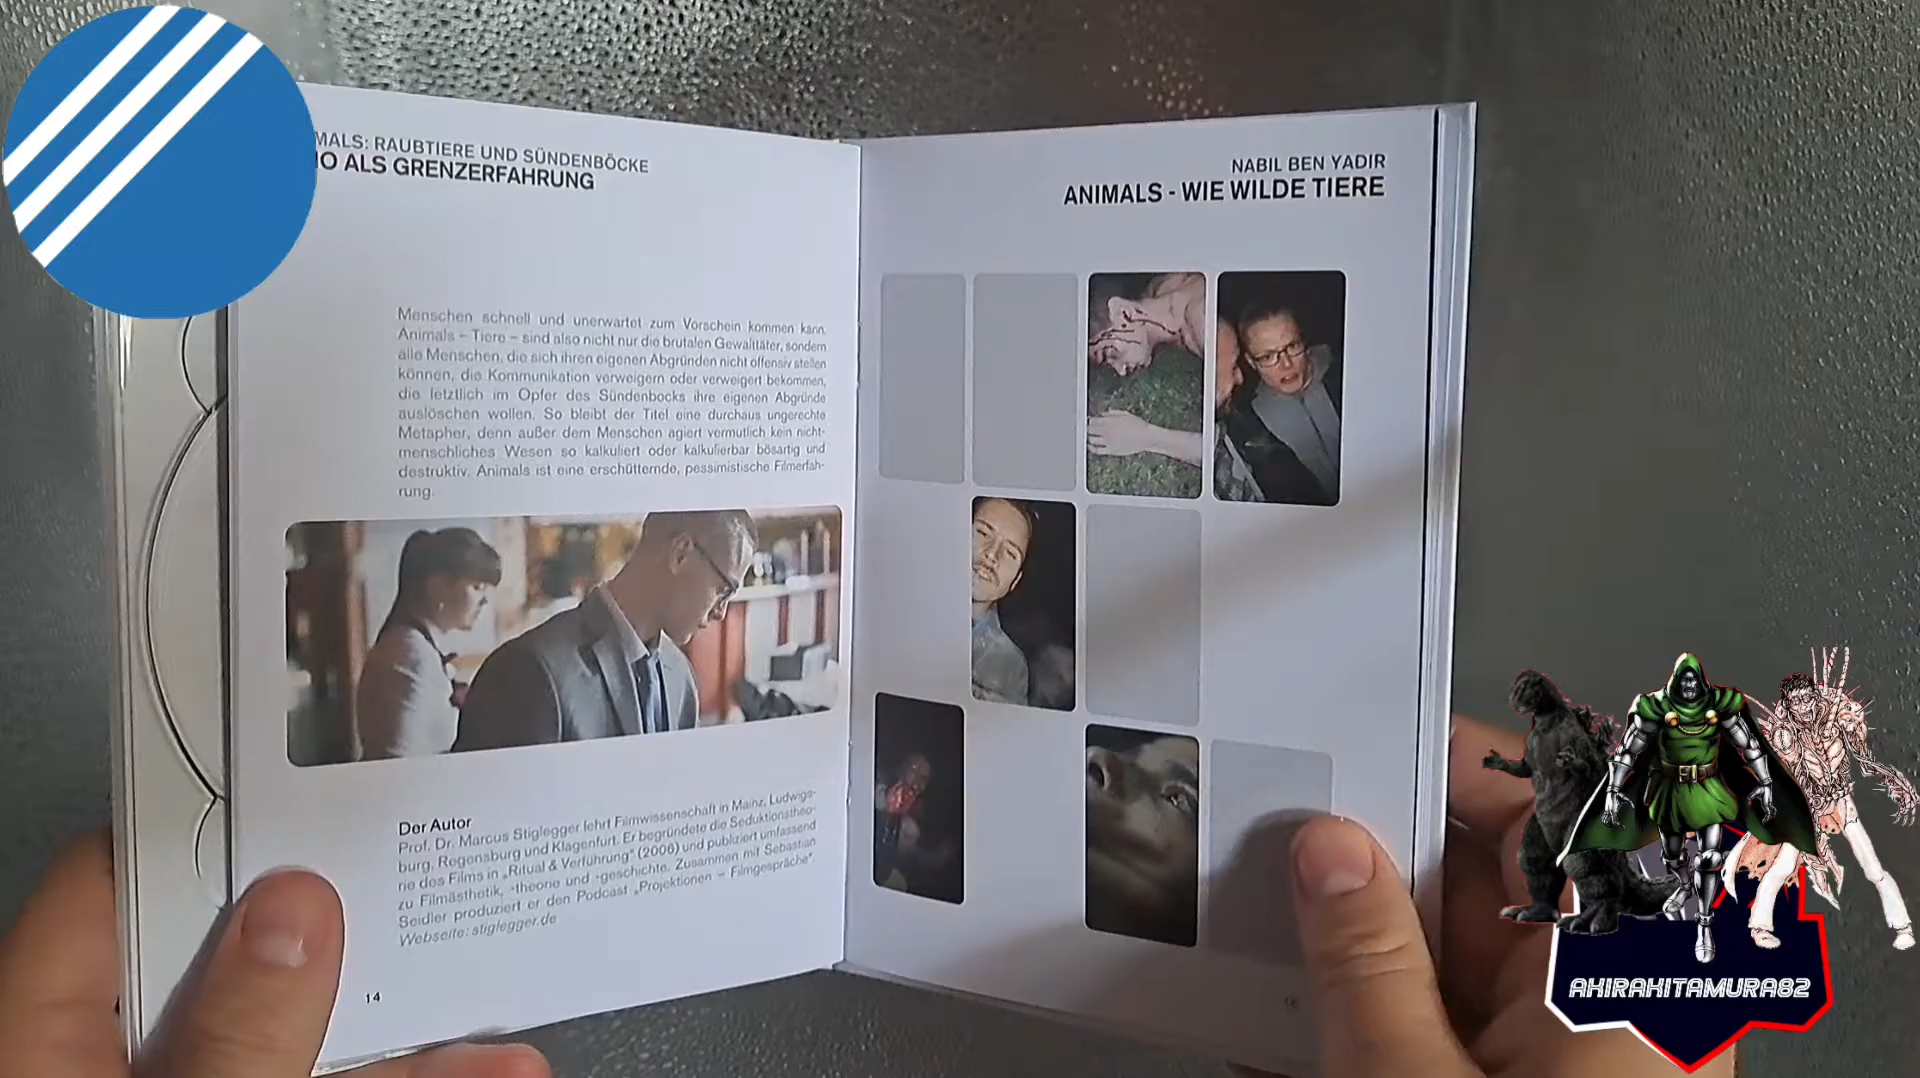 MALS: RAUBTIERE UND SÜNDENBÖCKE
O ALS GRENZERFAHRUNG
Menschen schnell und unerwartet zum Vorschein kommen kann.
Animals – Tiere – sind also nicht nur die brutalen Gewalttäter, sondern
alle Menschen, die sich ihren eigenen Abgründen nicht offensiv stellen
können, die Kommunikation verweigern oder verweigert bekommen,
die letztlich im Opfer des Sündenbocks ihre eigenen Abgründe
auslöschen wollen. So bleibt der Titel eine durchaus ungerechte
Metapher, denn außer dem Menschen agiert vermutlich kein nicht-
menschliches Wesen so kalkuliert oder kalkulierbar bösartig und
destruktiv. Animals ist eine erschütternde, pessimistische Filmerfah-
rung.
Der Autor
Prof. Dr. Marcus Stiglegger lehrt Filmwissenschaft in Mainz, Ludwigs-
burg, Regensburg und Klagenfurt. Er begründete die Seduktionstheo-
rie des Films in „Ritual & Verführung" (2006) und publiziert umfassend
zu Filmästhetik, -theorie und -geschichte. Zusammen mit Sebastian
Seidler produziert er den Podcast „Projektionen – Filmgespräche".
Webseite: stiglegger.de
14
NABIL BEN YADIR
ANIMALS - WIE WILDE TIERE
AKIRAKITAMURA82